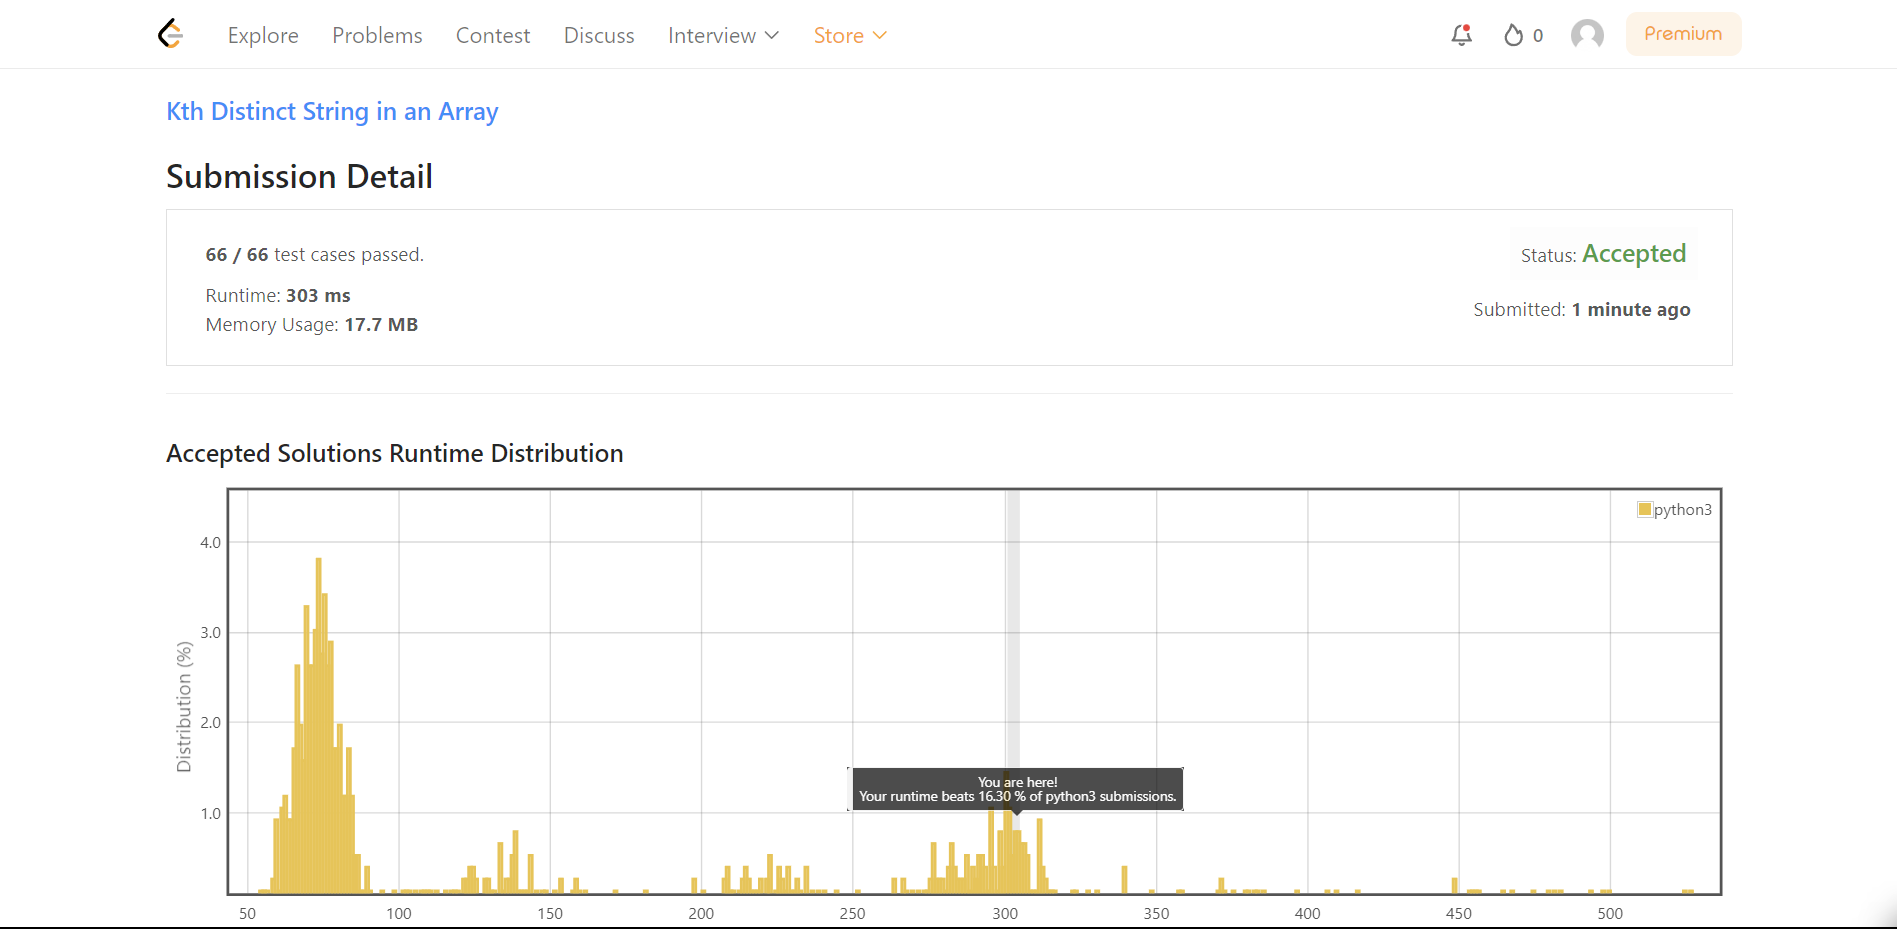 Explore Problems Contest Discuss Interview Store 0 Premium
Kth Distinct String in an Array
Submission Detail
66 / 66 test cases passed.
Status: Accepted
Runtime: 303 ms
Submitted: 1 minute ago
Memory Usage: 17.7 MB
Accepted Solutions Runtime Distribution
python3
4.0
3.0
2.0
1.0
Distribution (%)
You are here!
Your runtime beats 16.30 % of python3 submissions.
50 100 150 200 250 300 350 400 450 500